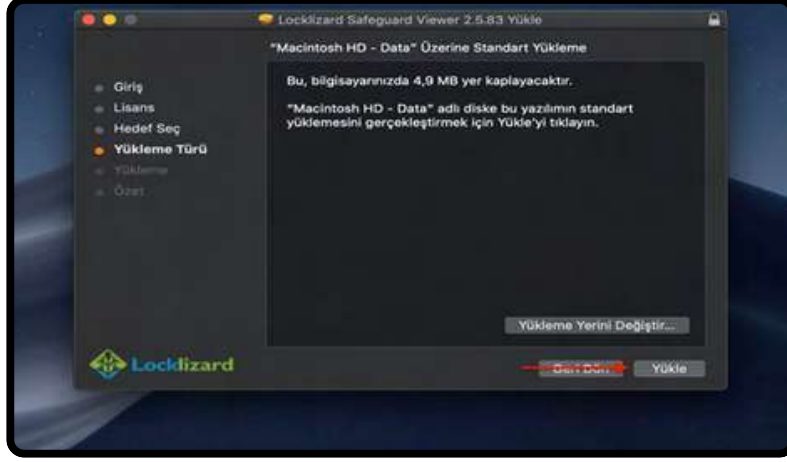 Locklizard Safeguard Viewer 2.5.83 Yükle
"Macintosh HD - Data" Üzerine Standart Yükleme
Giriş
Lisans
Hedef Seç
Yükleme Türü
Yükleme
Özet
Bu, bilgisayarınızda 4,9 MB yer kaplayacaktır.
"Macintosh HD - Data" adlı diske bu yazılımın standart
yüklemesini gerçekleştirmek için Yükle'yi tıklayın.
Yükleme Yerini Değiştir...
Locklizard
Geri Dön
Yükle